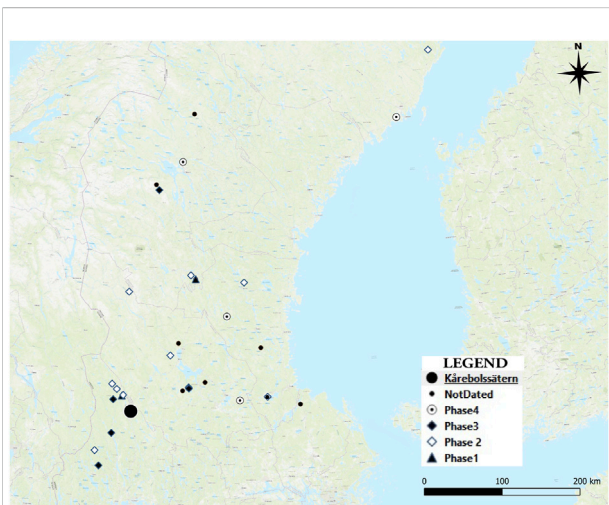 N
LEGEND
Kårebolssätern
NotDated
Phase4
Phase3
Phase 2
Phase1
0 100 200 km